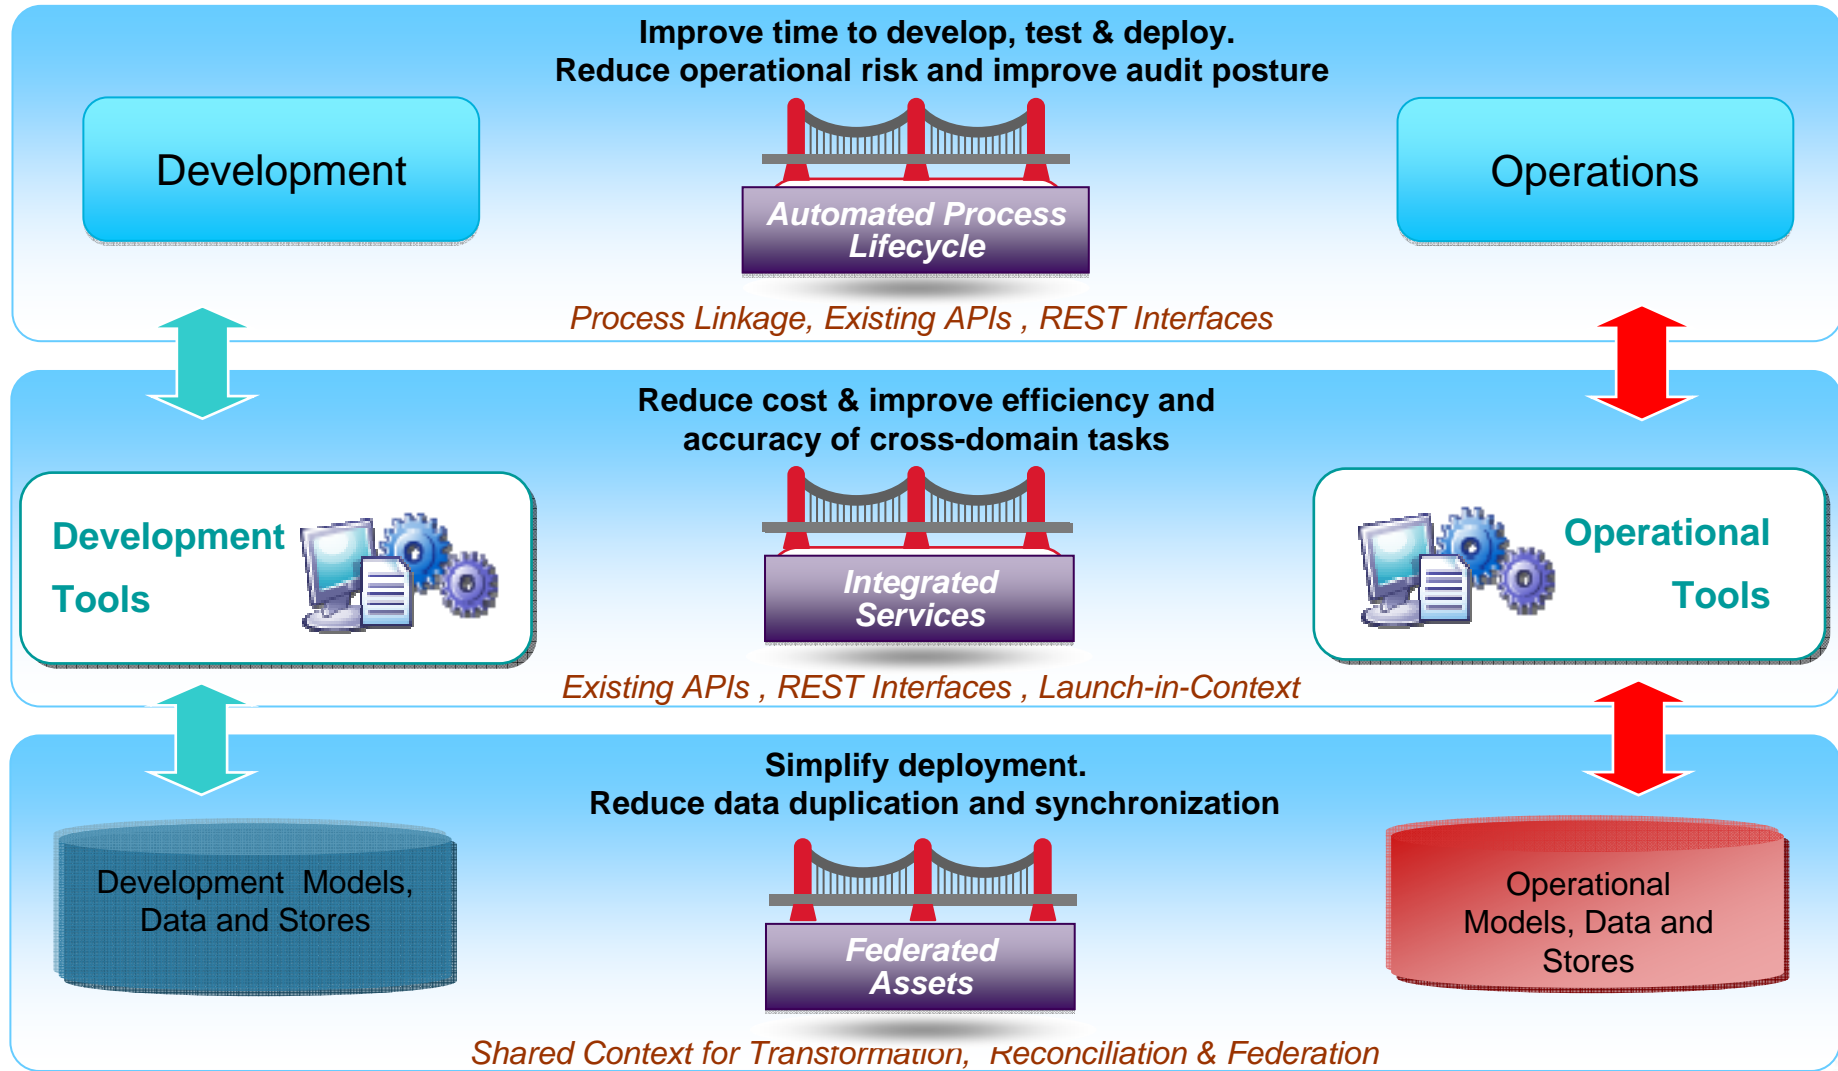 Improve time to develop, test & deploy.
Reduce operational risk and improve audit posture
Development
Operations
Automated Process
Lifecycle
Process Linkage, Existing APIs , REST Interfaces
Reduce cost & improve efficiency and
accuracy of cross-domain tasks
Development
Tools
Operational
Tools
Integrated
Services
Existing APIs , REST Interfaces , Launch-in-Context
Simplify deployment.
Reduce data duplication and synchronization
Development Models,
Data and Stores
Operational
Models, Data and
Stores
Federated
Assets
Shared Context for Transformation, Reconciliation & Federation